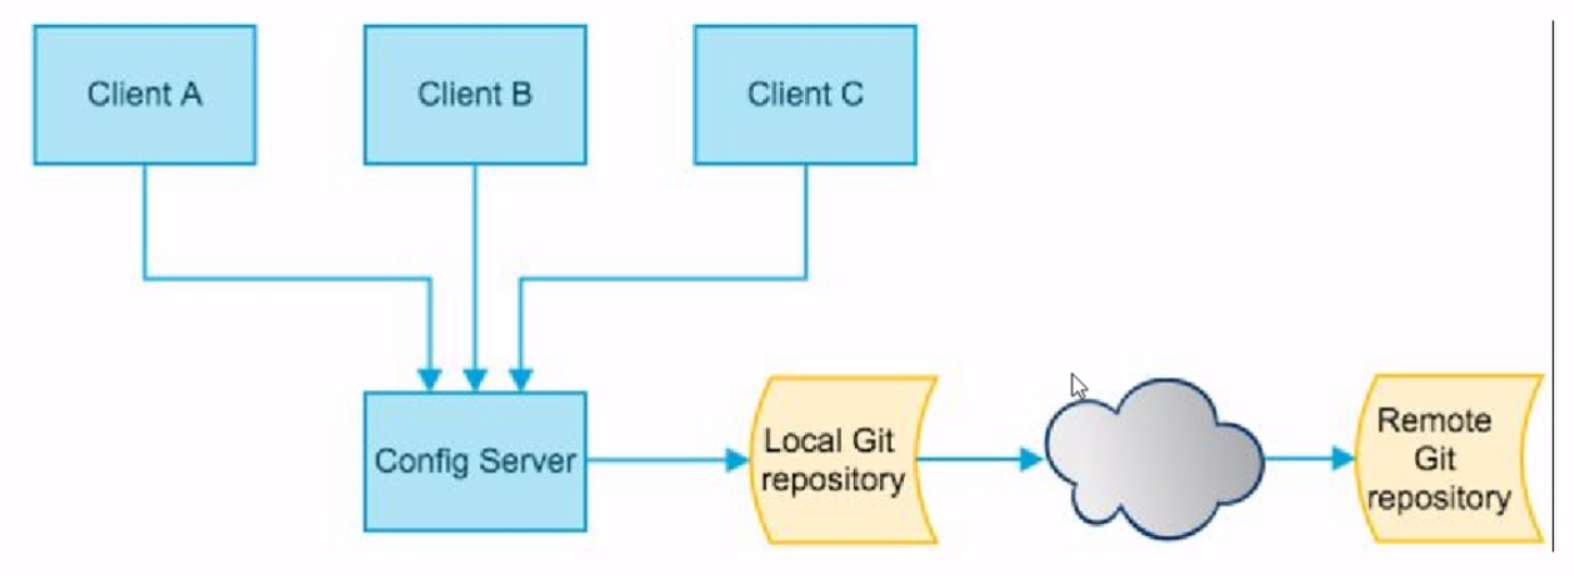 Client A
Client B
Client C
Config Server
Local Git
repository
Remote
Git
repository